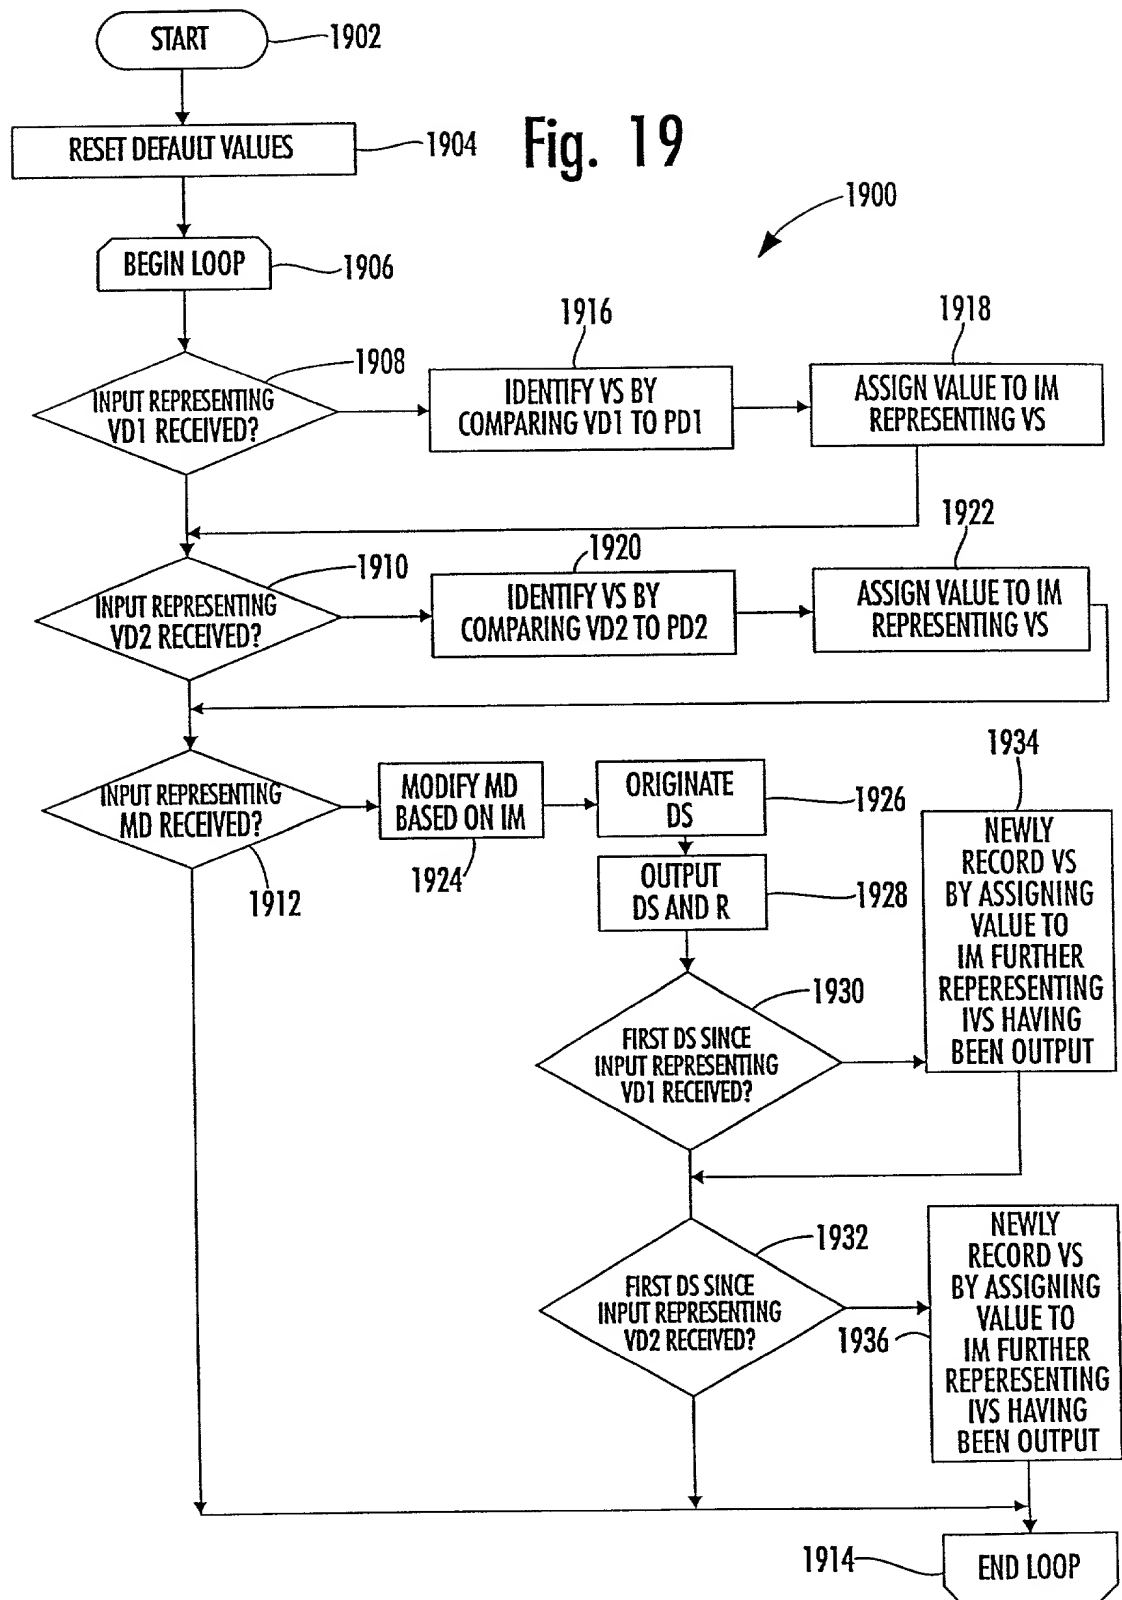 START
1902
RESET DEFAULT VALUES
1904
Fig. 19
1900
BEGIN LOOP
1906
1908
INPUT REPRESENTING
VD1 RECEIVED?
1916
IDENTIFY VS BY
COMPARING VD1 TO PD1
1918
ASSIGN VALUE TO IM
REPRESENTING VS
1910
INPUT REPRESENTING
VD2 RECEIVED?
1920
IDENTIFY VS BY
COMPARING VD2 TO PD2
1922
ASSIGN VALUE TO IM
REPRESENTING VS
INPUT REPRESENTING
MD RECEIVED?
1912
MODIFY MD
BASED ON IM
1924
ORIGINATE
DS
1926
OUTPUT
DS AND R
1928
1930
FIRST DS SINCE
INPUT REPRESENTING
VD1 RECEIVED?
1934
NEWLY
RECORD VS
BY ASSIGNING
VALUE TO
IM FURTHER
REPERESENTING
IVS HAVING
BEEN OUTPUT
1932
FIRST DS SINCE
INPUT REPRESENTING
VD2 RECEIVED?
1936
NEWLY
RECORD VS
BY ASSIGNING
VALUE TO
IM FURTHER
REPERESENTING
IVS HAVING
BEEN OUTPUT
1914
END LOOP